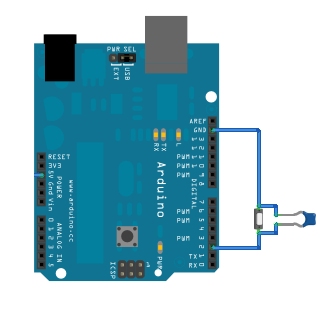 PWR SEL
EXT
USB
AREF
GND
RX
TX
L
RESET
3V3
5V
Gnd
Vin
POWER
www.arduino.cc
Arduino
PWM
PWM
PWM
DIGITAL
PWM
PWM
PWM
13
12
11
10
9
8
7
6
5
4
3
2
TX 1
RX 0
ANALOG IN
0
1
2
3
4
5
ICSP
PWR
1